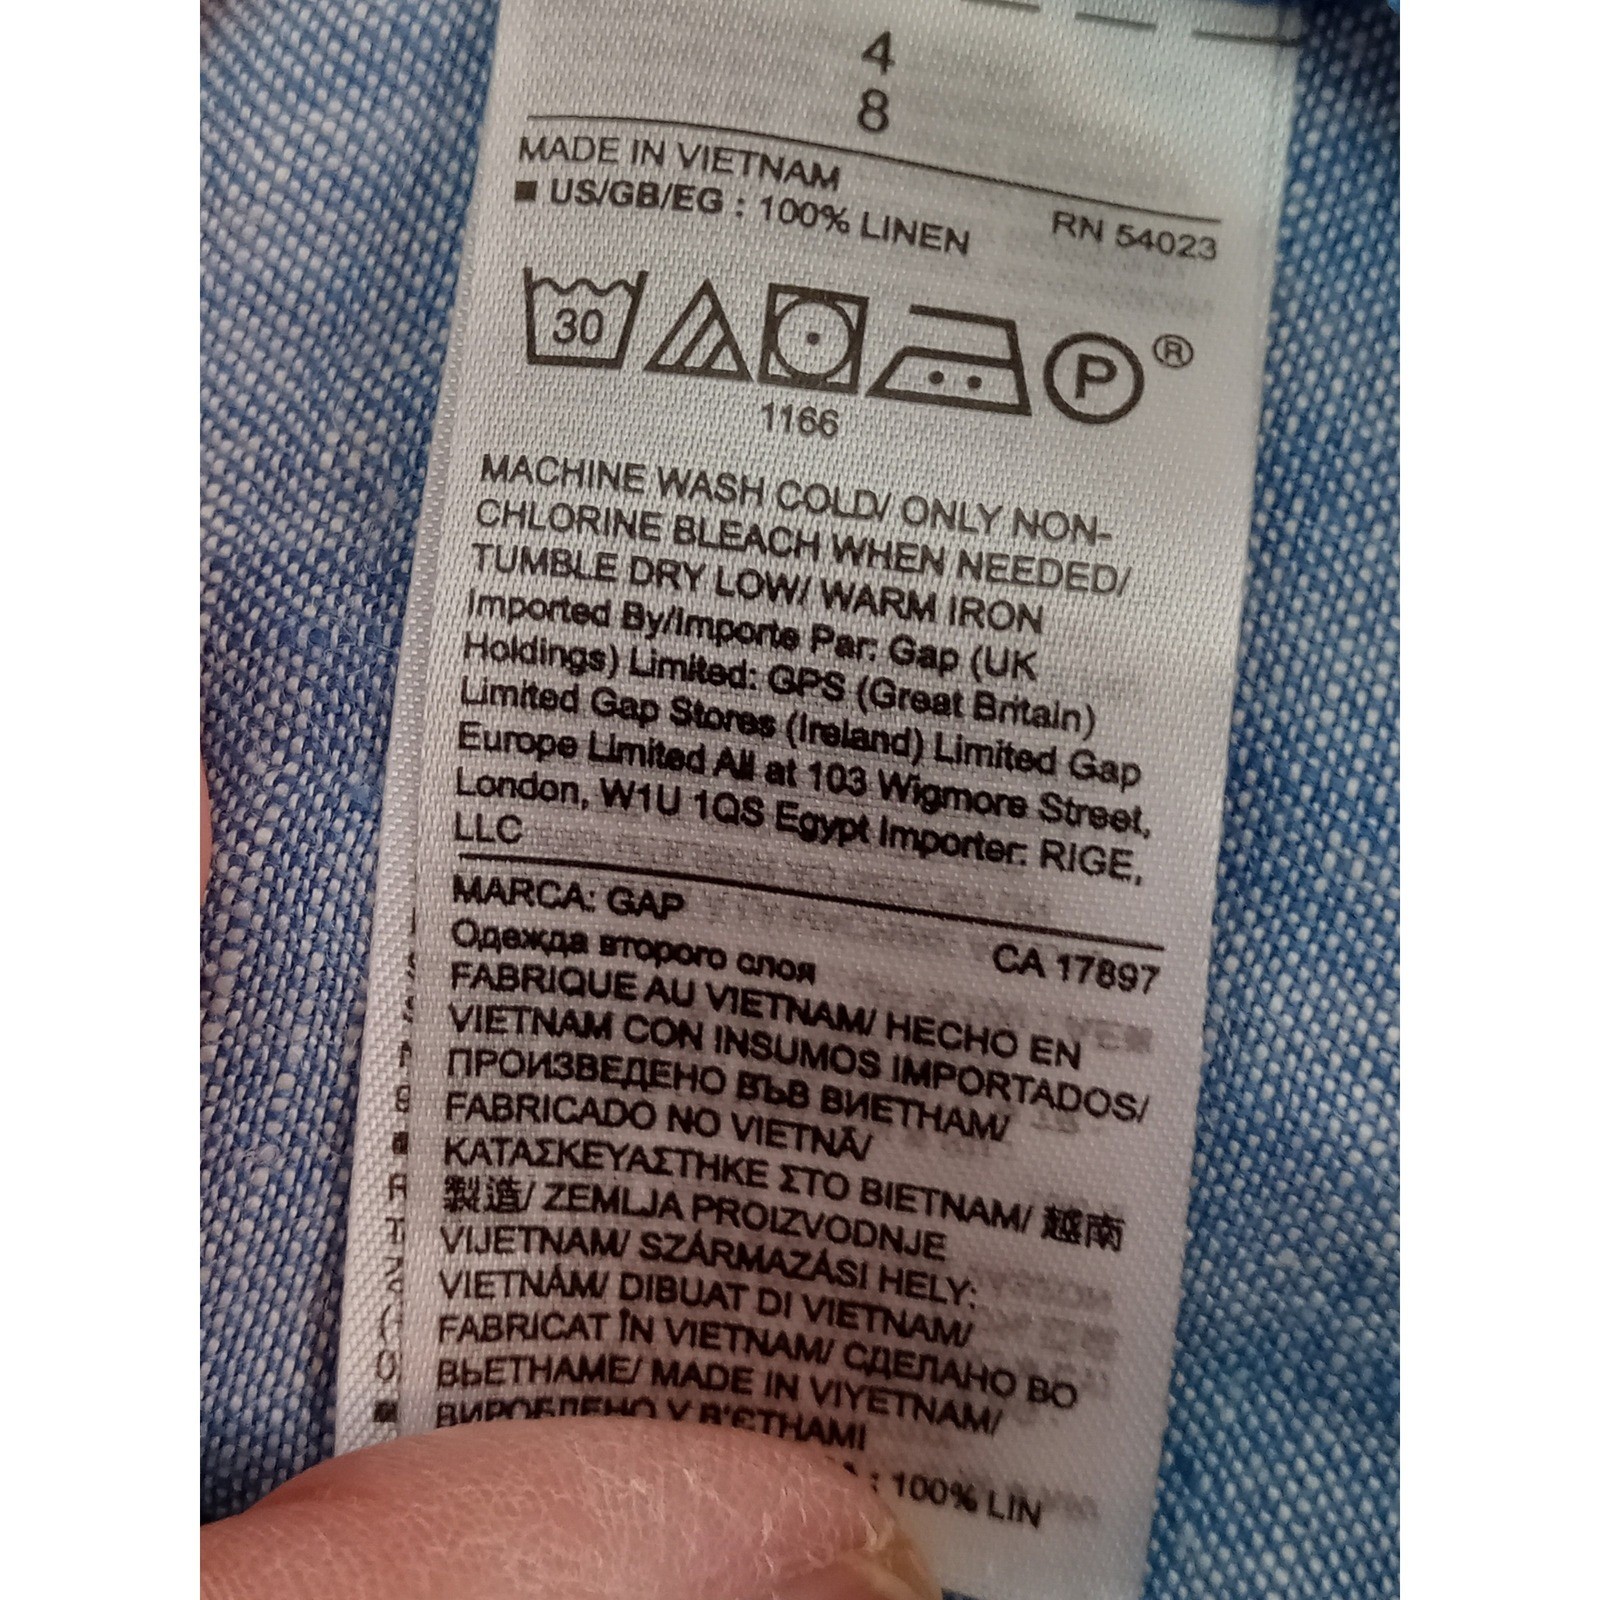 4
8
MADE IN VIETNAM
■ US/GB/EG : 100% LINEN
RN 54023
30
P ®
1166
MACHINE WASH COLD/ ONLY NON-
CHLORINE BLEACH WHEN NEEDED/
TUMBLE DRY LOW/ WARM IRON
Imported By/Importe Par: Gap (UK
Holdings) Limited: GPS (Great Britain)
Limited Gap Stores (Ireland) Limited Gap
Europe Limited All at 103 Wigmore Street,
London, W1U 1QS Egypt Importer: RIGE,
LLC
MARCA: GAP
CA 17897
Одежда второго слоя
FABRIQUE AU VIETNAM/ HECHO EN
VIETNAM CON INSUMOS IMPORTADOS/
ПРОИЗВЕДЕНО ВЪВ ВИЕТНАМ/
FABRICADO NO VIETNÃ/
ΚΑΤΑΣΚΕΥΑΣΤΗΚΕ ΣΤΟ ΒΙΕΤΝΑΜ/ 越南
製造/ ZEMLJA PROIZVODNJE
VIJETNAM/ SZÁRMAZÁSI HELY:
VIETNÁM/ DIBUAT DI VIETNAM/
FABRICAT ÎN VIETNAM/ СДЕЛАНО ВО
ВЬЕТНАМЕ/ MADE IN VIYETNAM/
ВИРОБЛЕНО У В'ЄТНАМІ
: 100% LIN